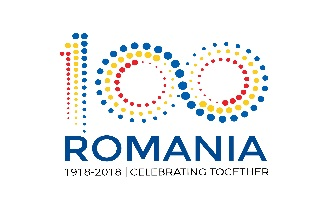 100
ROMANIA
1918-2018 | CELEBRATING TOGETHER